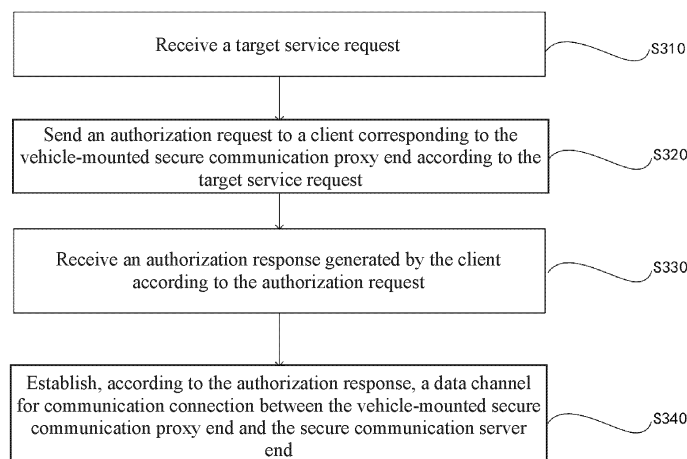 Receive a target service request
S310
Send an authorization request to a client corresponding to the
vehicle-mounted secure communication proxy end according to the
target service request
S320
Receive an authorization response generated by the client
according to the authorization request
S330
Establish, according to the authorization response, a data channel
for communication connection between the vehicle-mounted secure
communication proxy end and the secure communication server
end
S340